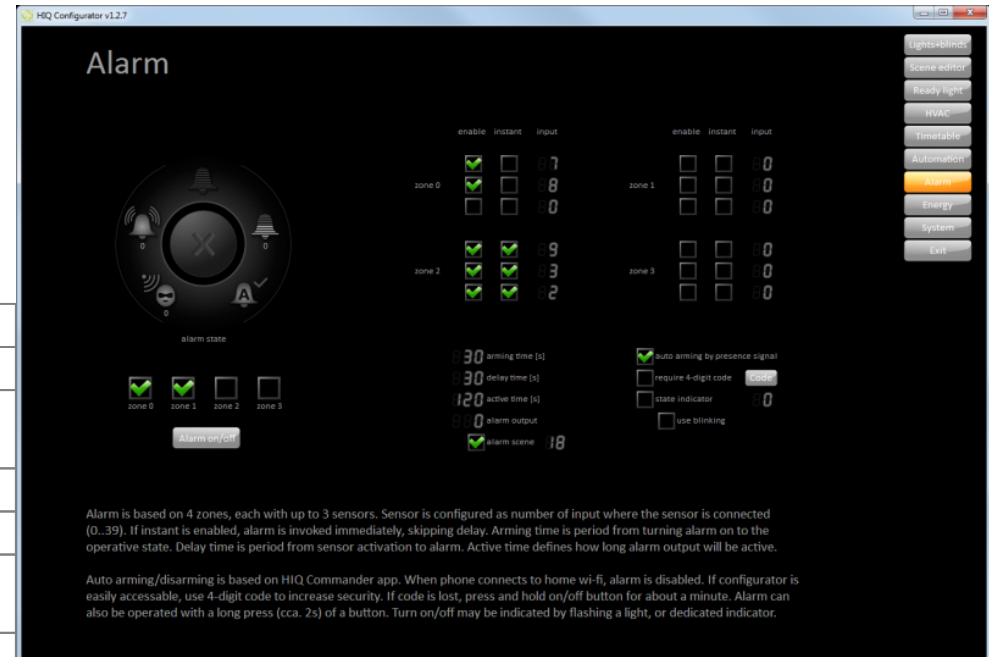 HIQ Configurator v1.2.7
Alarm
Lights+blinds
Scene editor
Ready light
HVAC
Timetable
Automation
Alarm
Energy
System
Exit
enable instant input
zone 0
7
8
0
enable instant input
zone 1
0
0
0
zone 2
9
3
2
zone 3
0
0
0
0
0
A
0
alarm state
zone 0 zone 1 zone 2 zone 3
Alarm on/off
30 arming time [s]
30 delay time [s]
120 active time [s]
0 alarm output
alarm scene 18
auto arming by presence signal
require 4-digit code Code
state indicator 0
use blinking
Alarm is based on 4 zones, each with up to 3 sensors. Sensor is configured as number of input where the sensor is connected
(0..39). If instant is enabled, alarm is invoked immediately, skipping delay. Arming time is period from turning alarm on to the
operative state. Delay time is period from sensor activation to alarm. Active time defines how long alarm output will be active.
Auto arming/disarming is based on HIQ Commander app. When phone connects to home wi-fi, alarm is disabled. If configurator is
easily accessable, use 4-digit code to increase security. If code is lost, press and hold on/off button for about a minute. Alarm can
also be operated with a long press (cca. 2s) of a button. Turn on/off may be indicated by flashing a light, or dedicated indicator.